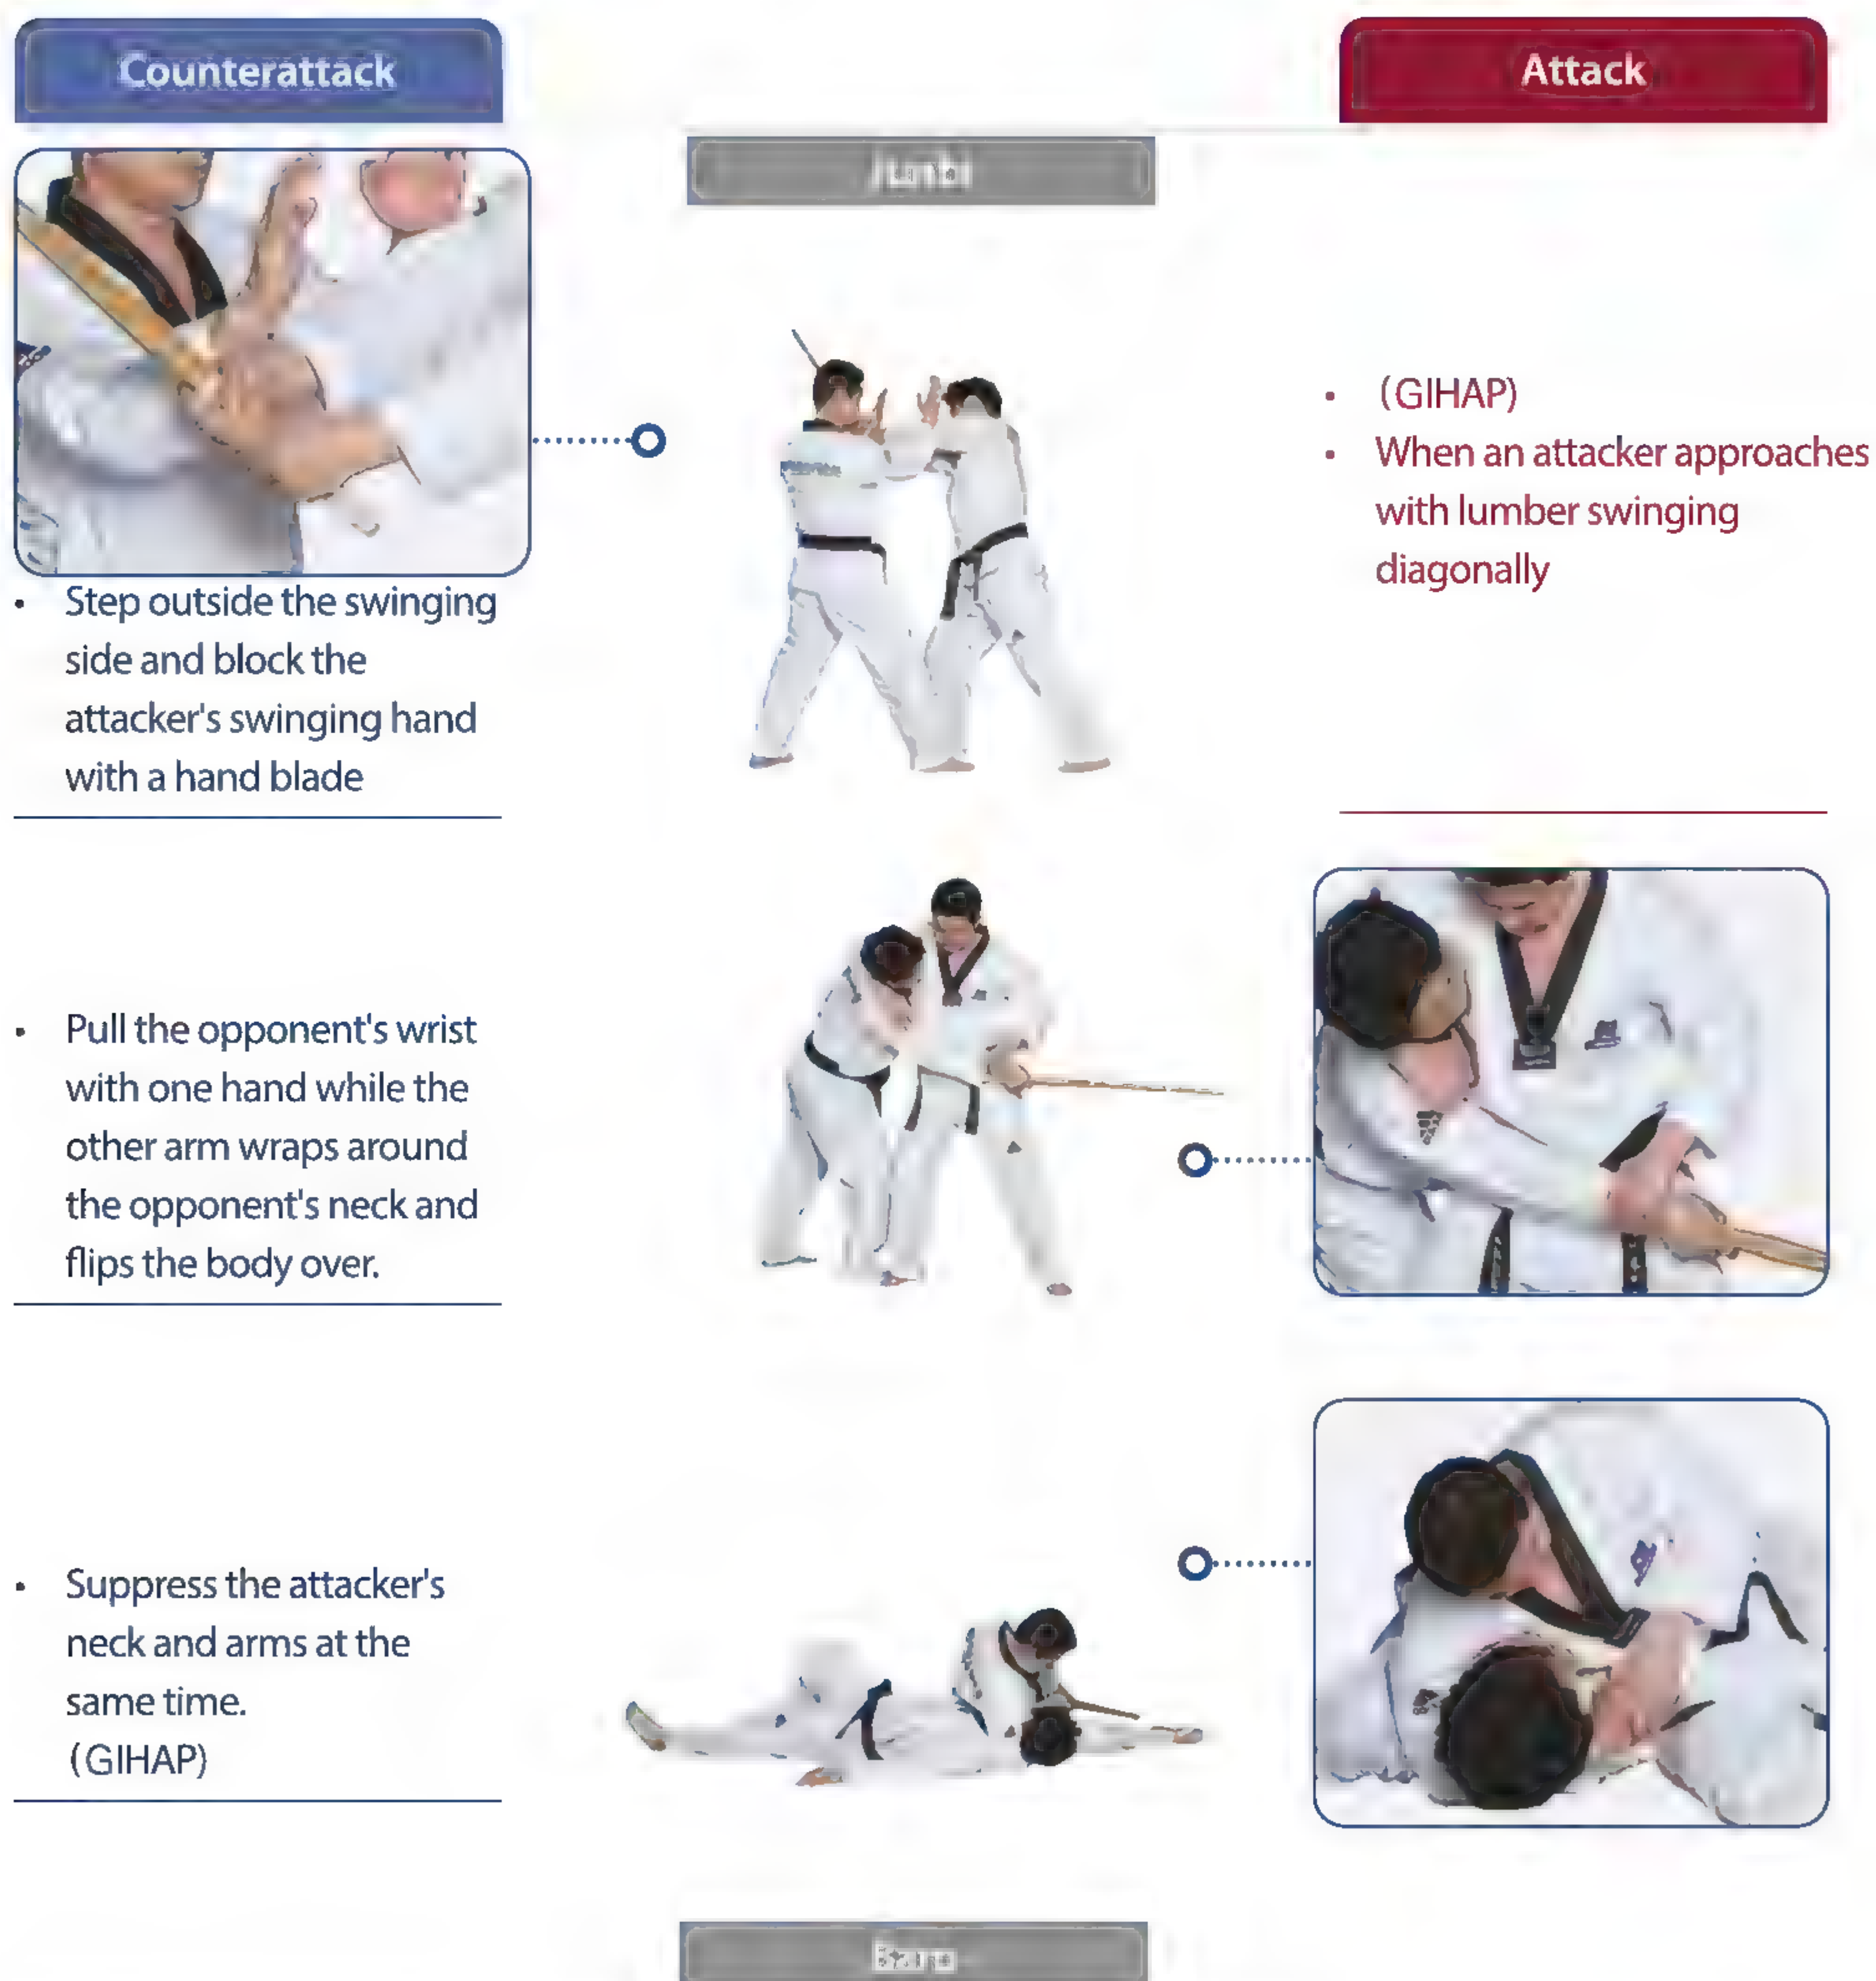 Counterattack
Attack
Junbi
• (GIHAP)
• When an attacker approaches
with lumber swinging
diagonally
• Step outside the swinging
side and block the
attacker's swinging hand
with a hand blade
• Pull the opponent's wrist
with one hand while the
other arm wraps around
the opponent's neck and
flips the body over.
• Suppress the attacker's
neck and arms at the
same time.
(GIHAP)